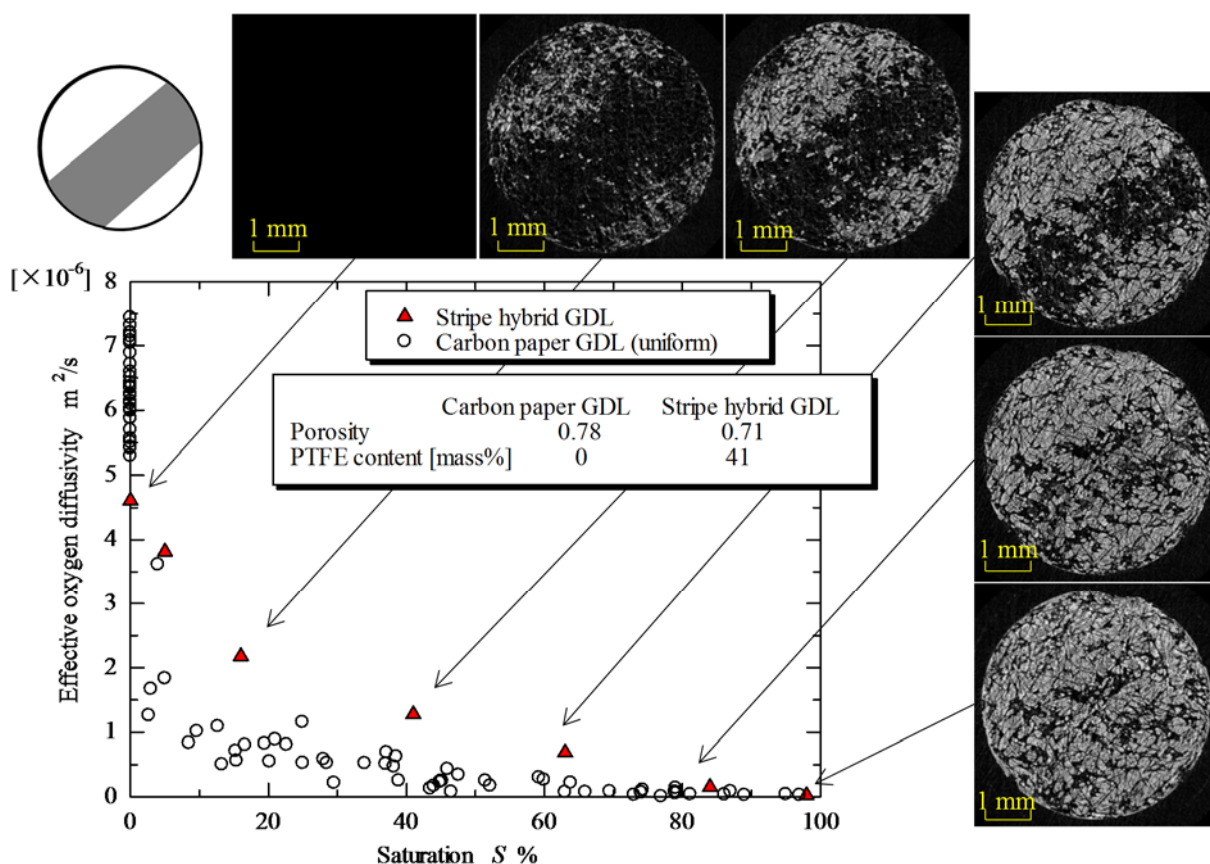 1 mm
1 mm
1 mm
1 mm
1 mm
1 mm
[×10⁻⁶]
8
7
6
5
4
3
2
1
0
Effective oxygen diffusivity m²/s
Stripe hybrid GDL
Carbon paper GDL (uniform)
Carbon paper GDL Stripe hybrid GDL
Porosity 0.78 0.71
PTFE content [mass%] 0 41
0 20 40 60 80 100
Saturation S %